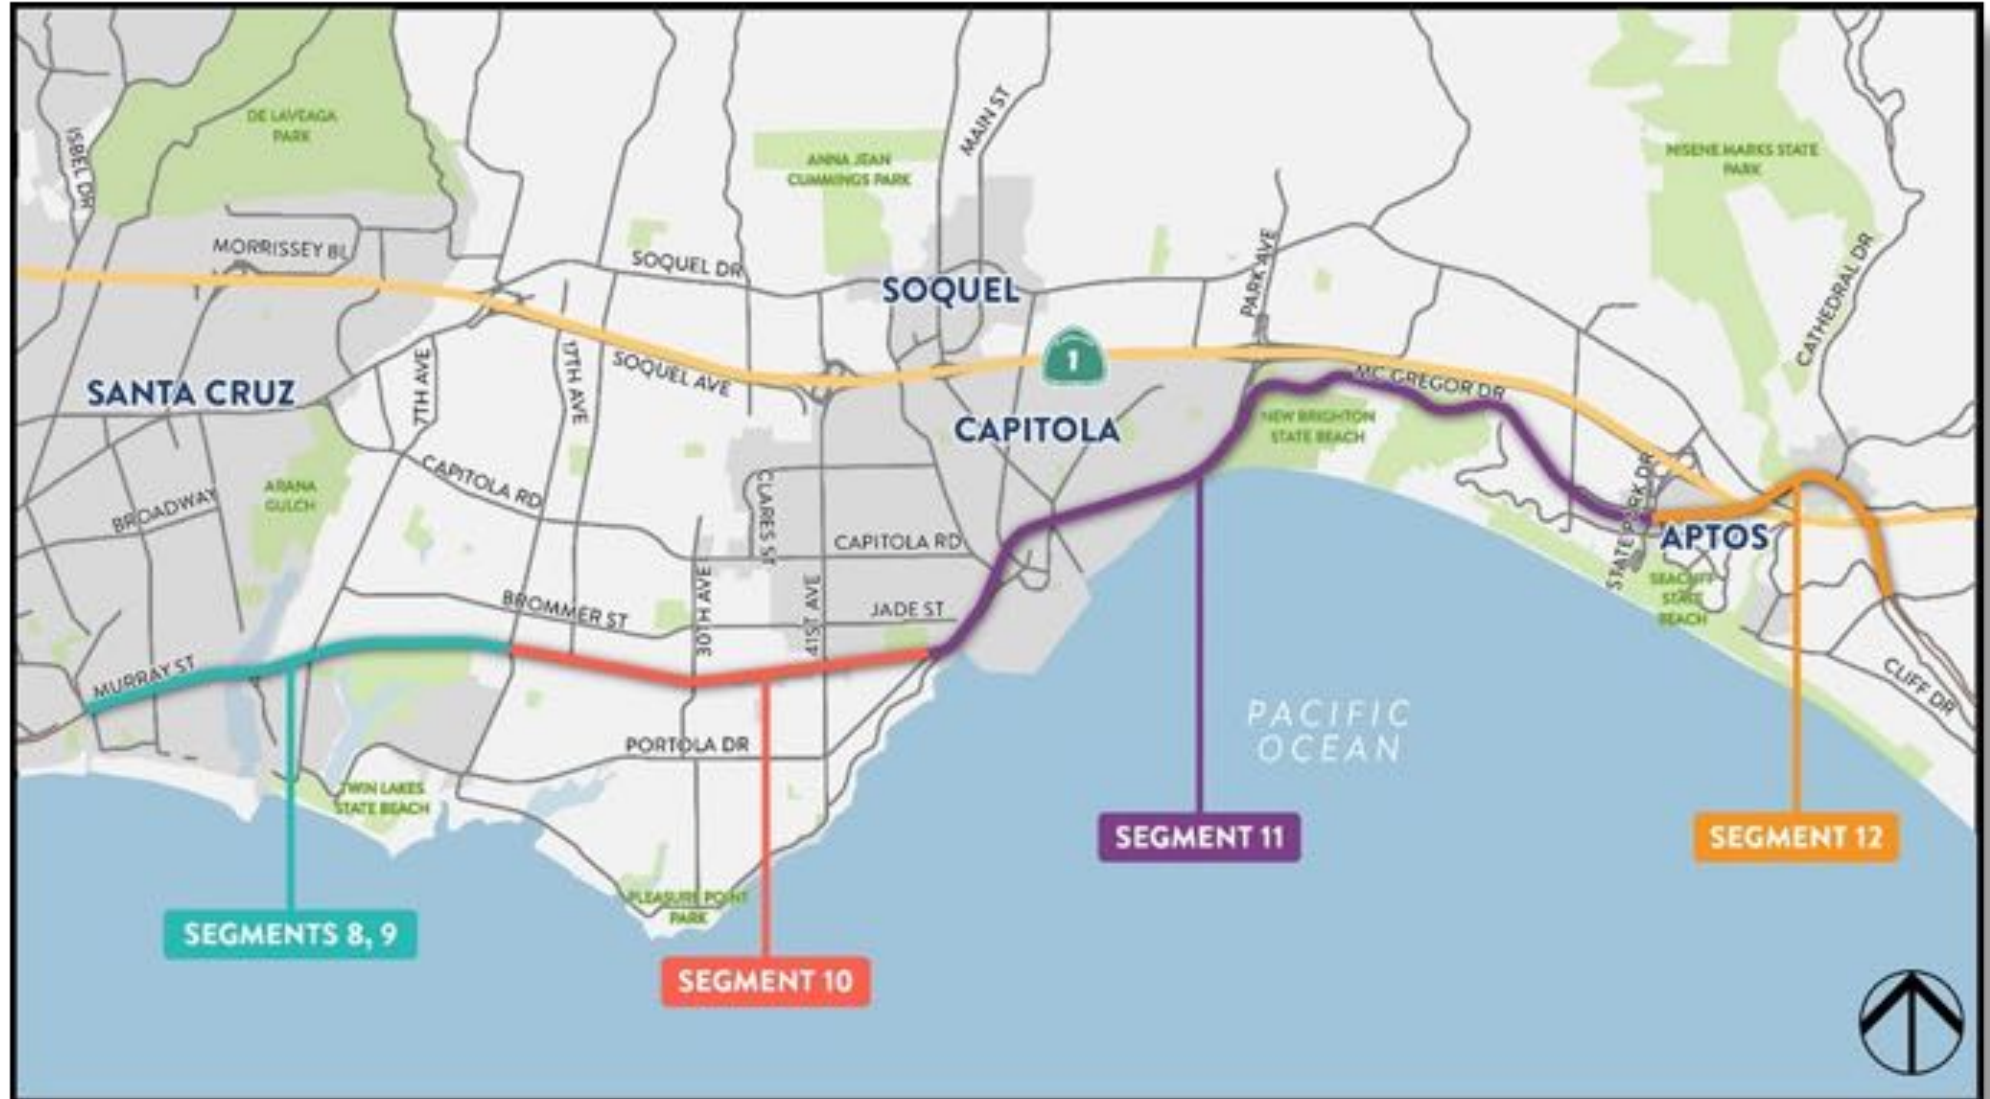 DE LAVEAGA
PARK
ISBEL DR
MAIN ST
ANNA JEAN
CUMMINGS PARK
NISENE MARKS STATE
PARK
MORRISSEY BL
SOQUEL DR
SOQUEL
PARK AVE
CATHEDRAL DR
1
SANTA CRUZ
7TH AVE
17TH AVE
SOQUEL AVE
CAPITOLA
MC GREGOR DR
NEW BRIGHTON
STATE BEACH
ARANA
GULCH
BROADWAY
CAPITOLA RD
CLARES ST
CAPITOLA RD
STATE PARK DR
APTOS
SEACLIFF
STATE
BEACH
BROMMER ST
30TH AVE
41ST AVE
JADE ST
MURRAY ST
CLIFF DR
PACIFIC
OCEAN
PORTOLA DR
TWIN LAKES
STATE BEACH
PLEASURE POINT
PARK
SEGMENT 11
SEGMENT 12
SEGMENTS 8, 9
SEGMENT 10